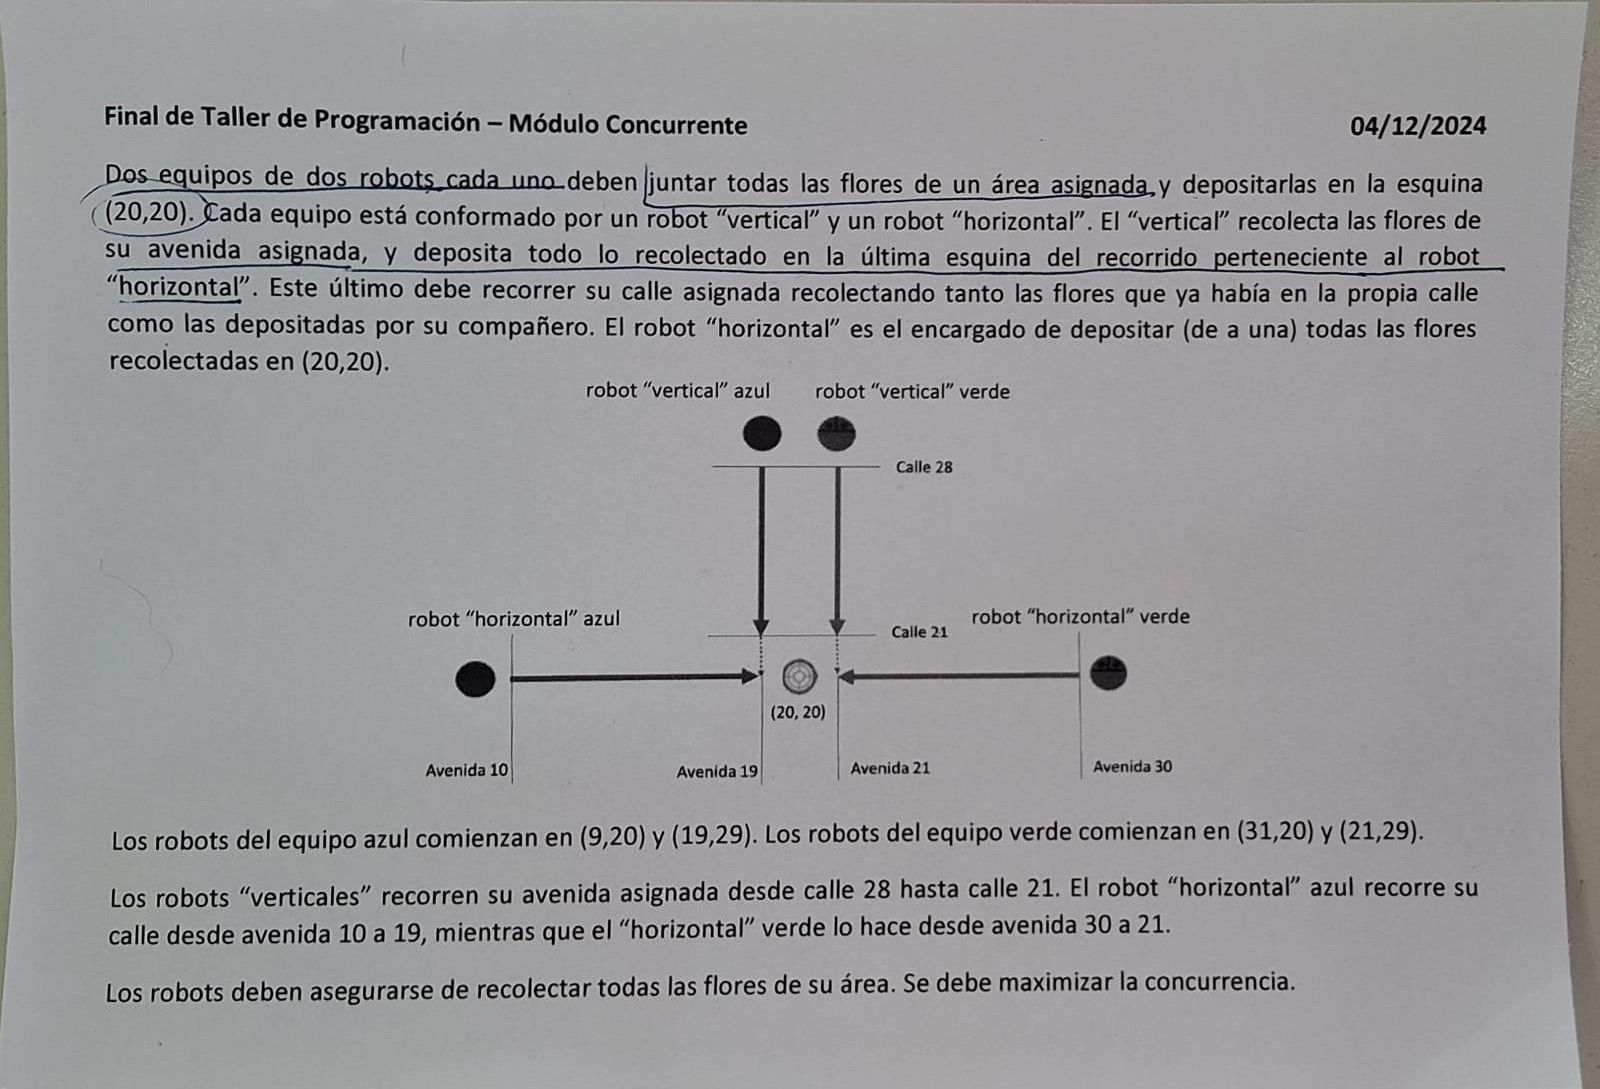 Final de Taller de Programación – Módulo Concurrente 04/12/2024
Dos equipos de dos robots cada uno deben juntar todas las flores de un área asignada y depositarlas en la esquina
(20,20). Cada equipo está conformado por un robot “vertical” y un robot “horizontal”. El “vertical” recolecta las flores de
su avenida asignada, y deposita todo lo recolectado en la última esquina del recorrido perteneciente al robot
“horizontal”. Este último debe recorrer su calle asignada recolectando tanto las flores que ya había en la propia calle
como las depositadas por su compañero. El robot “horizontal” es el encargado de depositar (de a una) todas las flores
recolectadas en (20,20).
robot “vertical” azul robot “vertical” verde
Calle 28
robot “horizontal” azul robot “horizontal” verde
Calle 21
(20, 20)
Avenida 10 Avenida 19 Avenida 21 Avenida 30
Los robots del equipo azul comienzan en (9,20) y (19,29). Los robots del equipo verde comienzan en (31,20) y (21,29).
Los robots “verticales” recorren su avenida asignada desde calle 28 hasta calle 21. El robot “horizontal” azul recorre su
calle desde avenida 10 a 19, mientras que el “horizontal” verde lo hace desde avenida 30 a 21.
Los robots deben asegurarse de recolectar todas las flores de su área. Se debe maximizar la concurrencia.